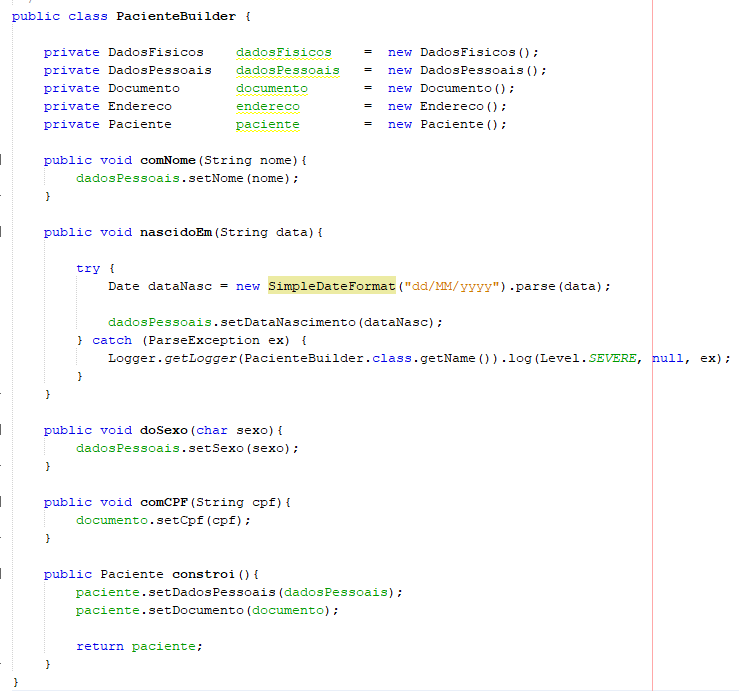 public class PacienteBuilder {
private DadosFisicos dadosFisicos = new DadosFisicos();
private DadosPessoais dadosPessoais = new DadosPessoais();
private Documento documento = new Documento();
private Endereco endereco = new Endereco();
private Paciente paciente = new Paciente();
public void comNome(String nome){
dadosPessoais.setNome(nome);
}
public void nascidoEm(String data){
try {
Date dataNasc = new SimpleDateFormat("dd/MM/yyyy").parse(data);
dadosPessoais.setDataNascimento(dataNasc);
} catch (ParseException ex) {
Logger.getLogger(PacienteBuilder.class.getName()).log(Level.SEVERE, null, ex);
}
}
public void doSexo(char sexo){
dadosPessoais.setSexo(sexo);
}
public void comCPF(String cpf){
documento.setCpf(cpf);
}
public Paciente constroi(){
paciente.setDadosPessoais(dadosPessoais);
paciente.setDocumento(documento);
return paciente;
}
}